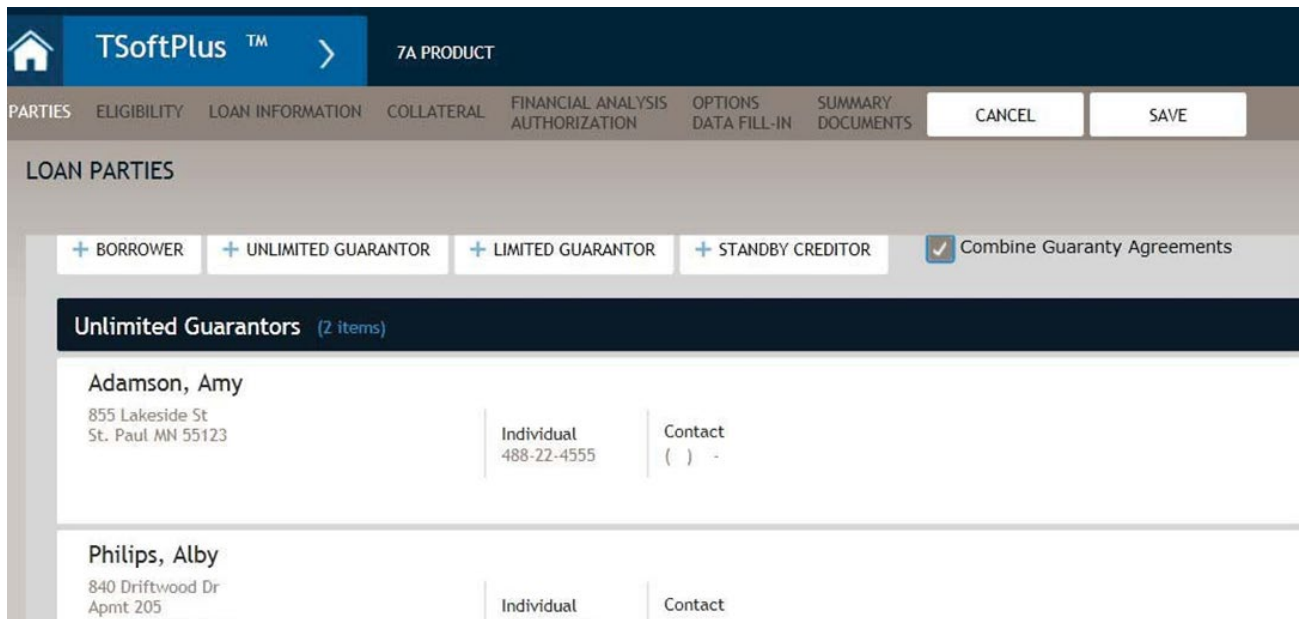 TSoftPlus ™
7A PRODUCT
PARTIES ELIGIBILITY LOAN INFORMATION COLLATERAL FINANCIAL ANALYSIS AUTHORIZATION OPTIONS DATA FILL-IN SUMMARY DOCUMENTS CANCEL SAVE
LOAN PARTIES
+ BORROWER + UNLIMITED GUARANTOR + LIMITED GUARANTOR + STANDBY CREDITOR Combine Guaranty Agreements
Unlimited Guarantors (2 items)
Adamson, Amy
855 Lakeside St
St. Paul MN 55123
Individual
488-22-4555
Contact
( ) -
Philips, Alby
840 Driftwood Dr
Apmt 205
Individual
Contact